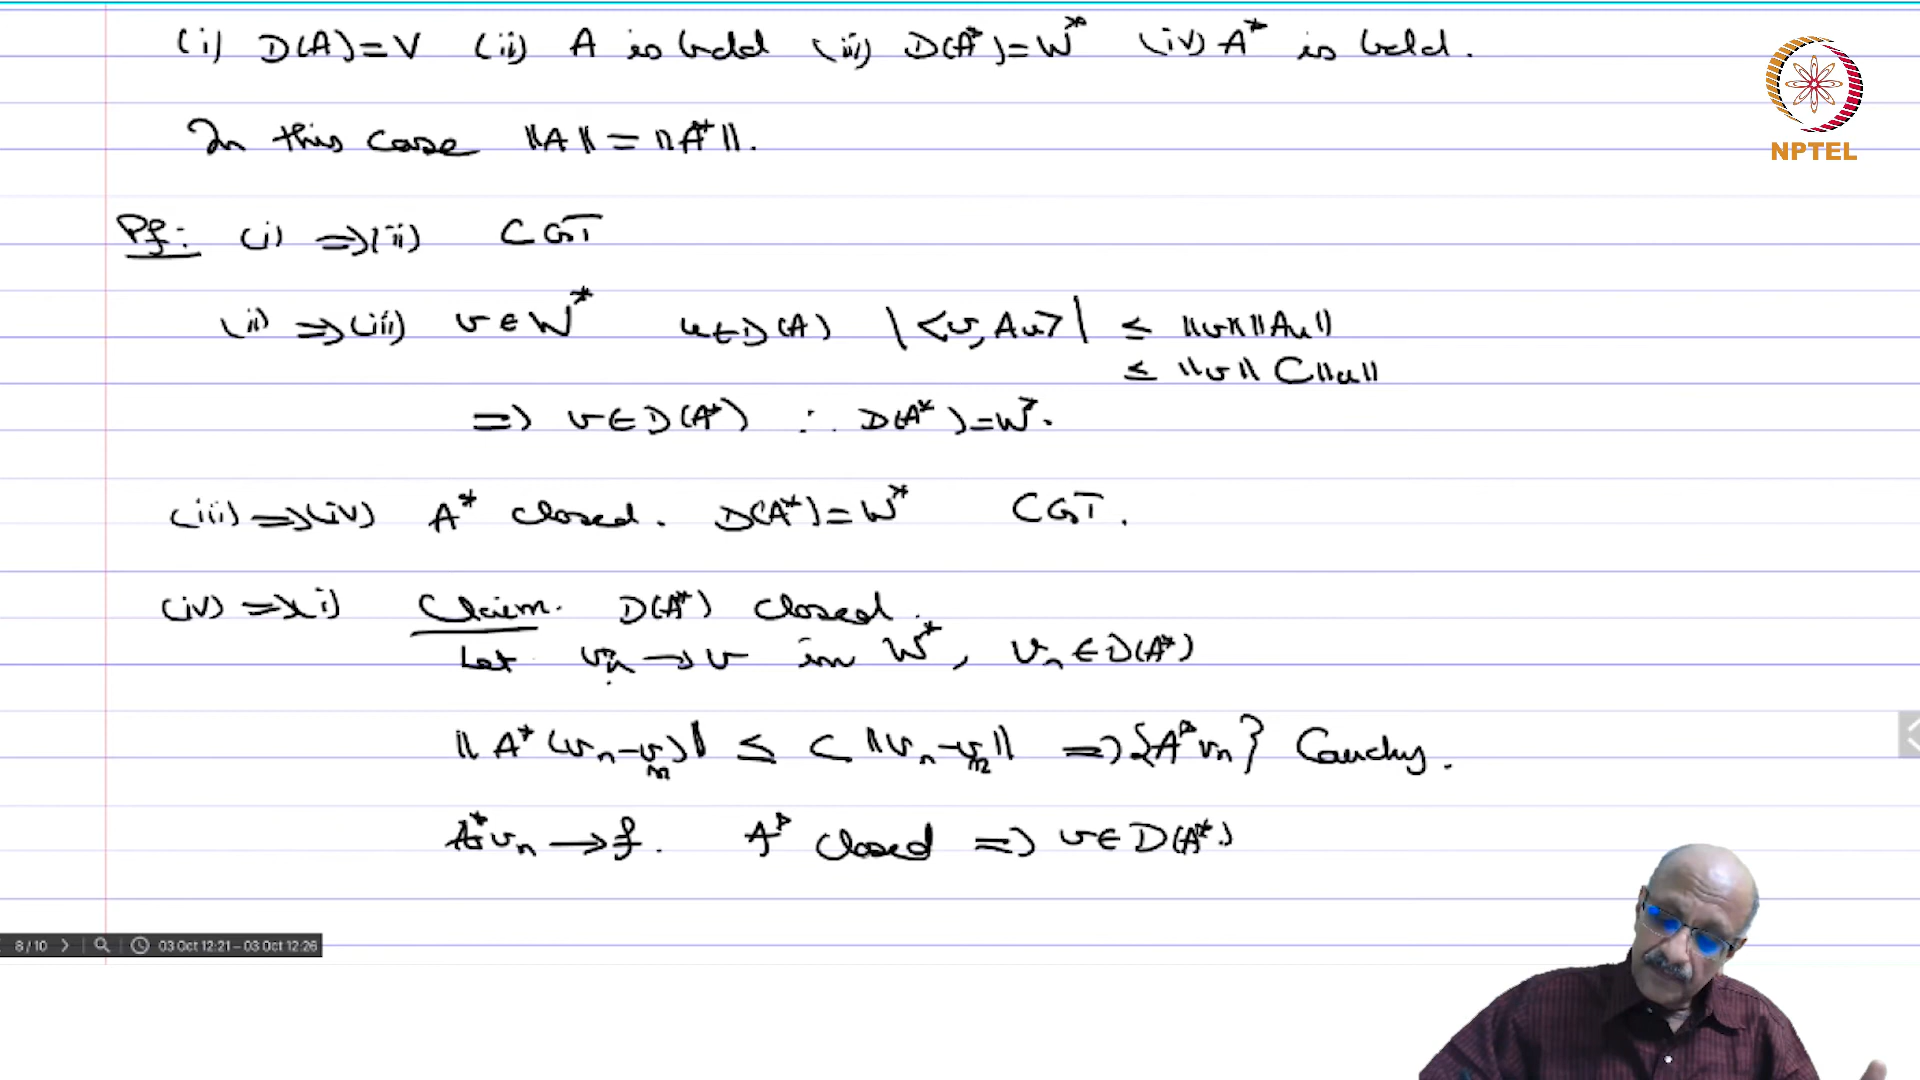 (i) D(A)=V (ii) A is bdd (iii) D(A*)=W* (iv) A* is bdd.
In this case ||A||=||A*||.
NPTEL
Pf: (i) ⇒ (ii) CGT
(ii) ⇒ (iii) v∈W* u∈D(A) |<v, Au>| ≤ ||v|| ||Au||
≤ ||v|| C||u||
⇒ v∈D(A*) ∴ D(A*)=W*.
(iii) ⇒ (iv) A* closed. D(A*)=W* CGT.
(iv) ⇒ (i) Claim. D(A*) closed.
Let vn → v in W*, vn ∈ D(A*)
||A*(vn-vm)|| ≤ C ||vn-vm|| ⇒ {A*vn} Cauchy.
A*vn → f. A* closed ⇒ v∈D(A*)
8/10 03 Oct 12:21 – 03 Oct 12:26